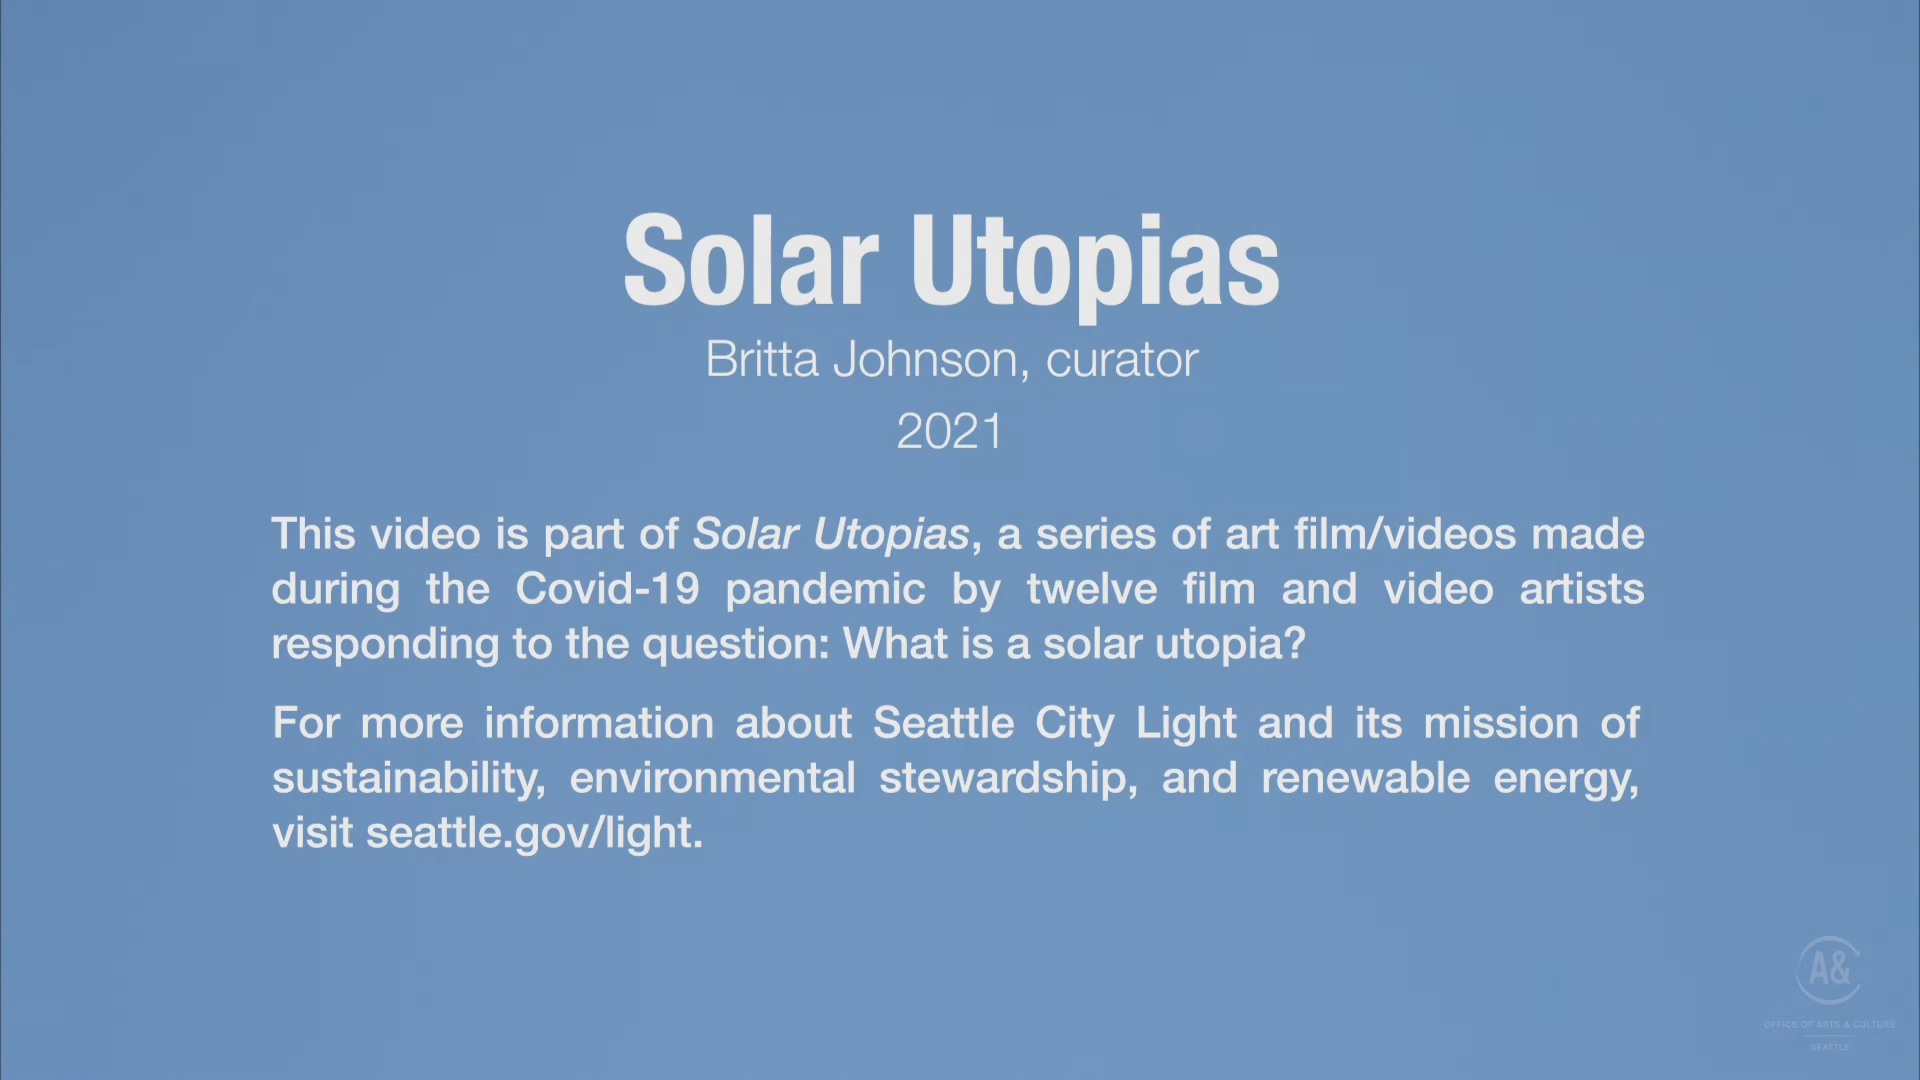 Solar Utopias
Britta Johnson, curator
2021
This video is part of Solar Utopias, a series of art film/videos made
during the Covid-19 pandemic by twelve film and video artists
responding to the question: What is a solar utopia?
For more information about Seattle City Light and its mission of
sustainability, environmental stewardship, and renewable energy,
visit seattle.gov/light.
A&
OFFICE OF ARTS & CULTURE
SEATTLE